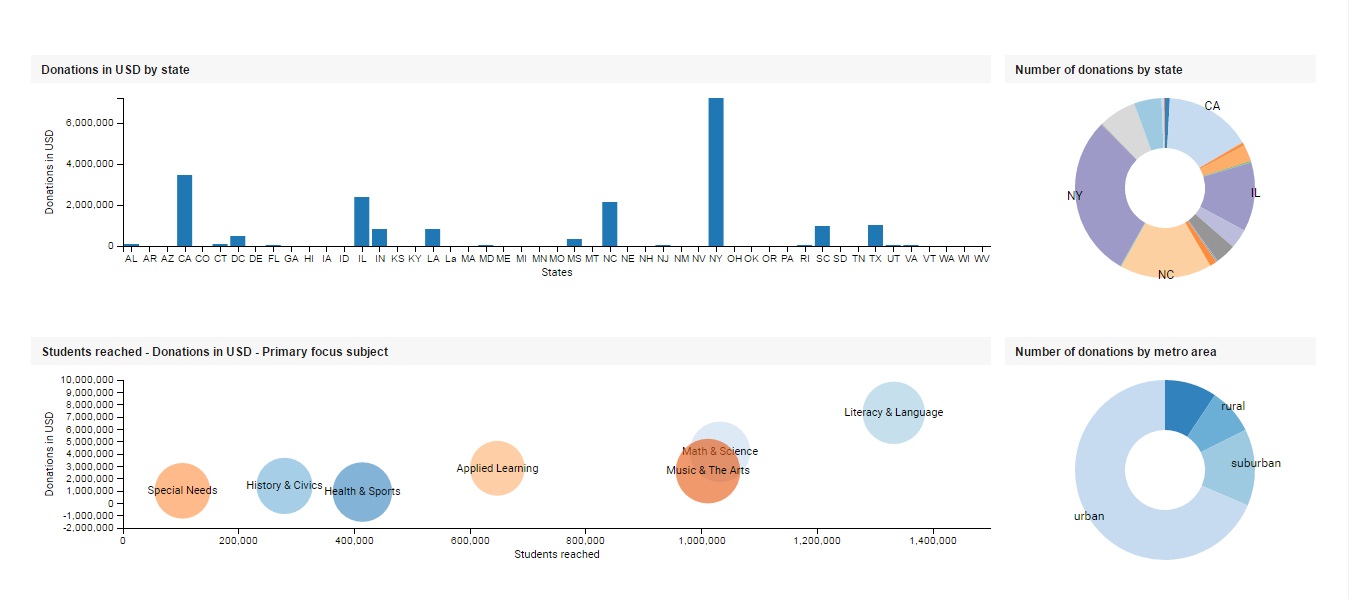 Donations in USD by state
Number of donations by state
6,000,000
4,000,000
2,000,000
0
Donations in USD
AL AR AZ CA CO CT DC DE FL GA HI IA ID IL IN KS KY LA La MA MD ME MI MN MO MS MT NC NE NH NJ NM NV NY OH OK OR PA RI SC SD TN TX UT VA VT WA WI WV
States
CA
IL
NC
NY
Students reached - Donations in USD - Primary focus subject
Number of donations by metro area
10,000,000
9,000,000
8,000,000
7,000,000
6,000,000
5,000,000
4,000,000
3,000,000
2,000,000
1,000,000
0
-1,000,000
-2,000,000
Donations in USD
Special Needs
History & Civics
Health & Sports
Applied Learning
Math & Science
Music & The Arts
Literacy & Language
0 200,000 400,000 600,000 800,000 1,000,000 1,200,000 1,400,000
Students reached
rural
suburban
urban